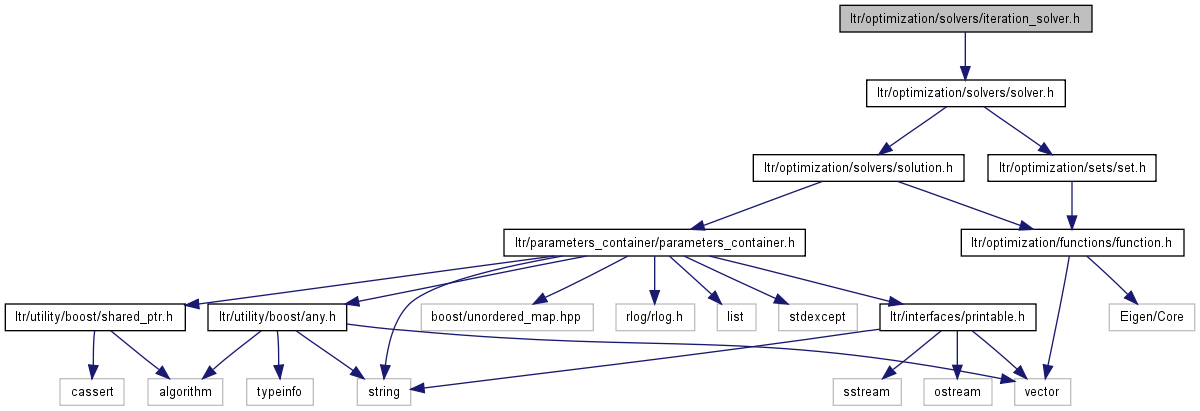 ltr/optimization/solvers/iteration_solver.h
ltr/optimization/solvers/solver.h
ltr/optimization/solvers/solution.h
ltr/optimization/sets/set.h
ltr/parameters_container/parameters_container.h
ltr/optimization/functions/function.h
ltr/utility/boost/shared_ptr.h
ltr/utility/boost/any.h
boost/unordered_map.hpp
rlog/rlog.h
list
stdexcept
ltr/interfaces/printable.h
Eigen/Core
cassert
algorithm
typeinfo
string
sstream
ostream
vector